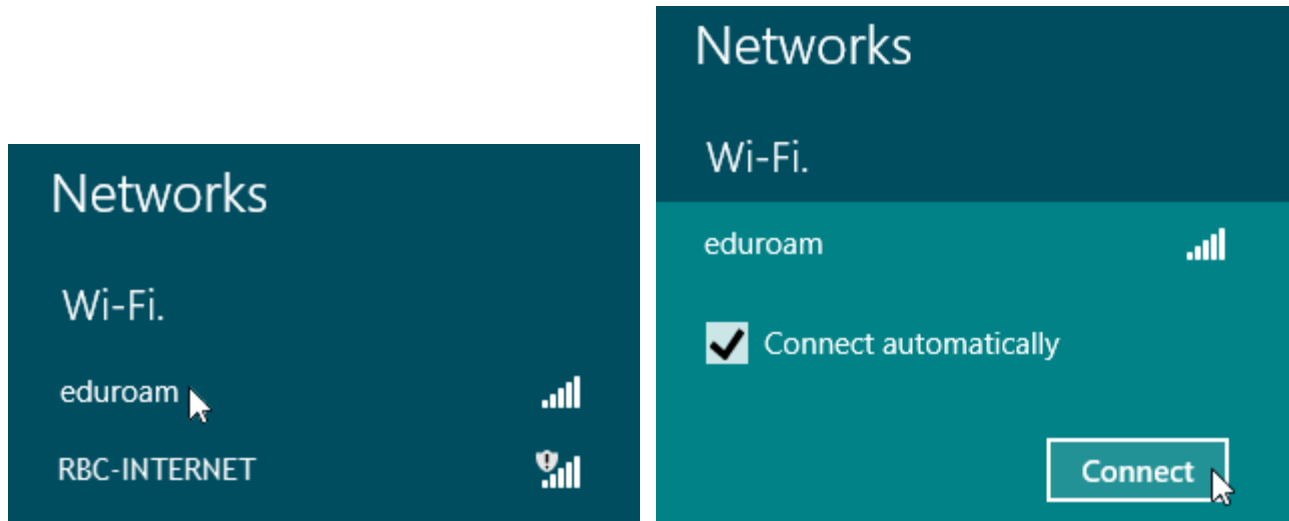 Networks
Wi-Fi.
eduroam
RBC-INTERNET
Networks
Wi-Fi.
eduroam
Connect automatically
Connect